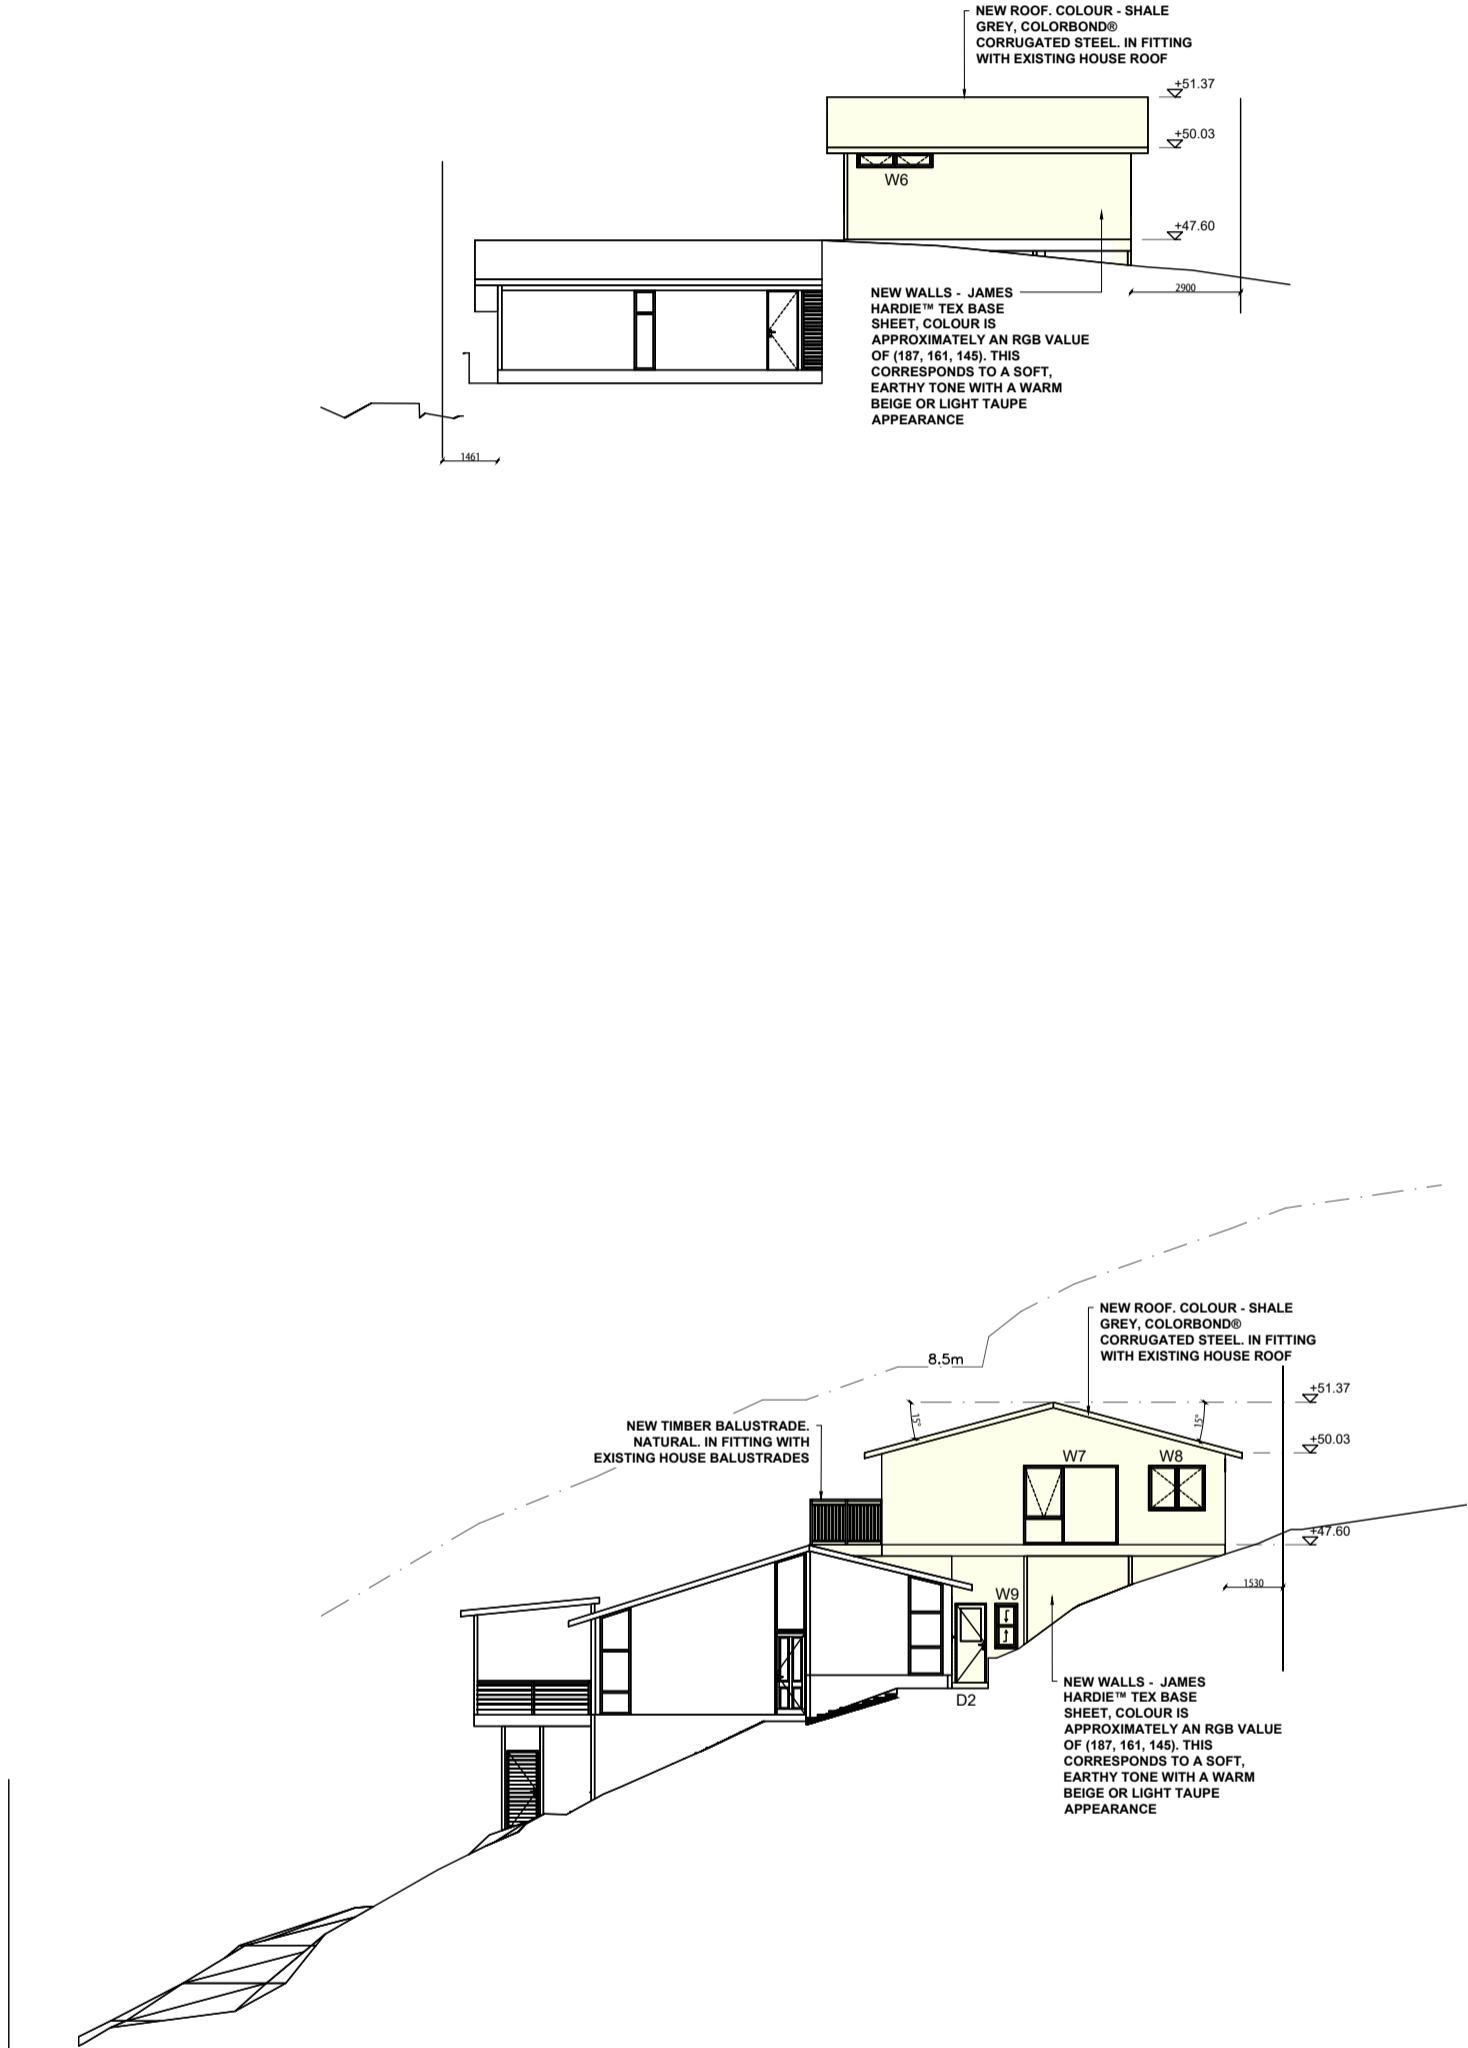 NEW ROOF. COLOUR - SHALE
GREY, COLORBOND®
CORRUGATED STEEL. IN FITTING
WITH EXISTING HOUSE ROOF
+51.37
+50.03
W6
+47.60
2900
NEW WALLS - JAMES
HARDIE™ TEX BASE
SHEET, COLOUR IS
APPROXIMATELY AN RGB VALUE
OF (187, 161, 145). THIS
CORRESPONDS TO A SOFT,
EARTHY TONE WITH A WARM
BEIGE OR LIGHT TAUPE
APPEARANCE
1461
NEW ROOF. COLOUR - SHALE
GREY, COLORBOND®
CORRUGATED STEEL. IN FITTING
WITH EXISTING HOUSE ROOF
8.5m
+51.37
15°
15°
NEW TIMBER BALUSTRADE.
NATURAL. IN FITTING WITH
EXISTING HOUSE BALUSTRADES
+50.03
W7
W8
+47.60
1530
W9
D2
NEW WALLS - JAMES
HARDIE™ TEX BASE
SHEET, COLOUR IS
APPROXIMATELY AN RGB VALUE
OF (187, 161, 145). THIS
CORRESPONDS TO A SOFT,
EARTHY TONE WITH A WARM
BEIGE OR LIGHT TAUPE
APPEARANCE